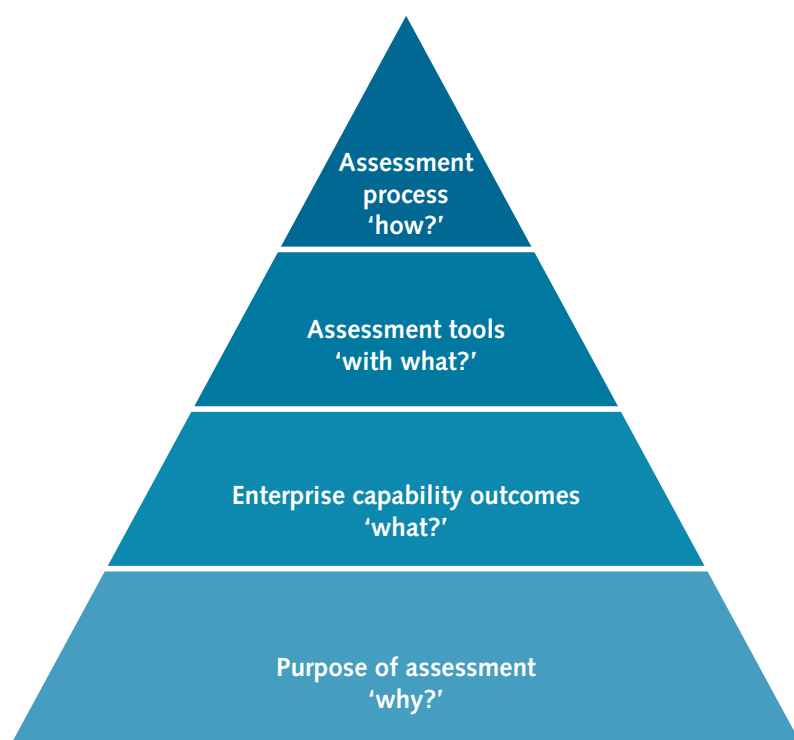 Assessment
process
‘how?’
Assessment tools
‘with what?’
Enterprise capability outcomes
‘what?’
Purpose of assessment
‘why?’